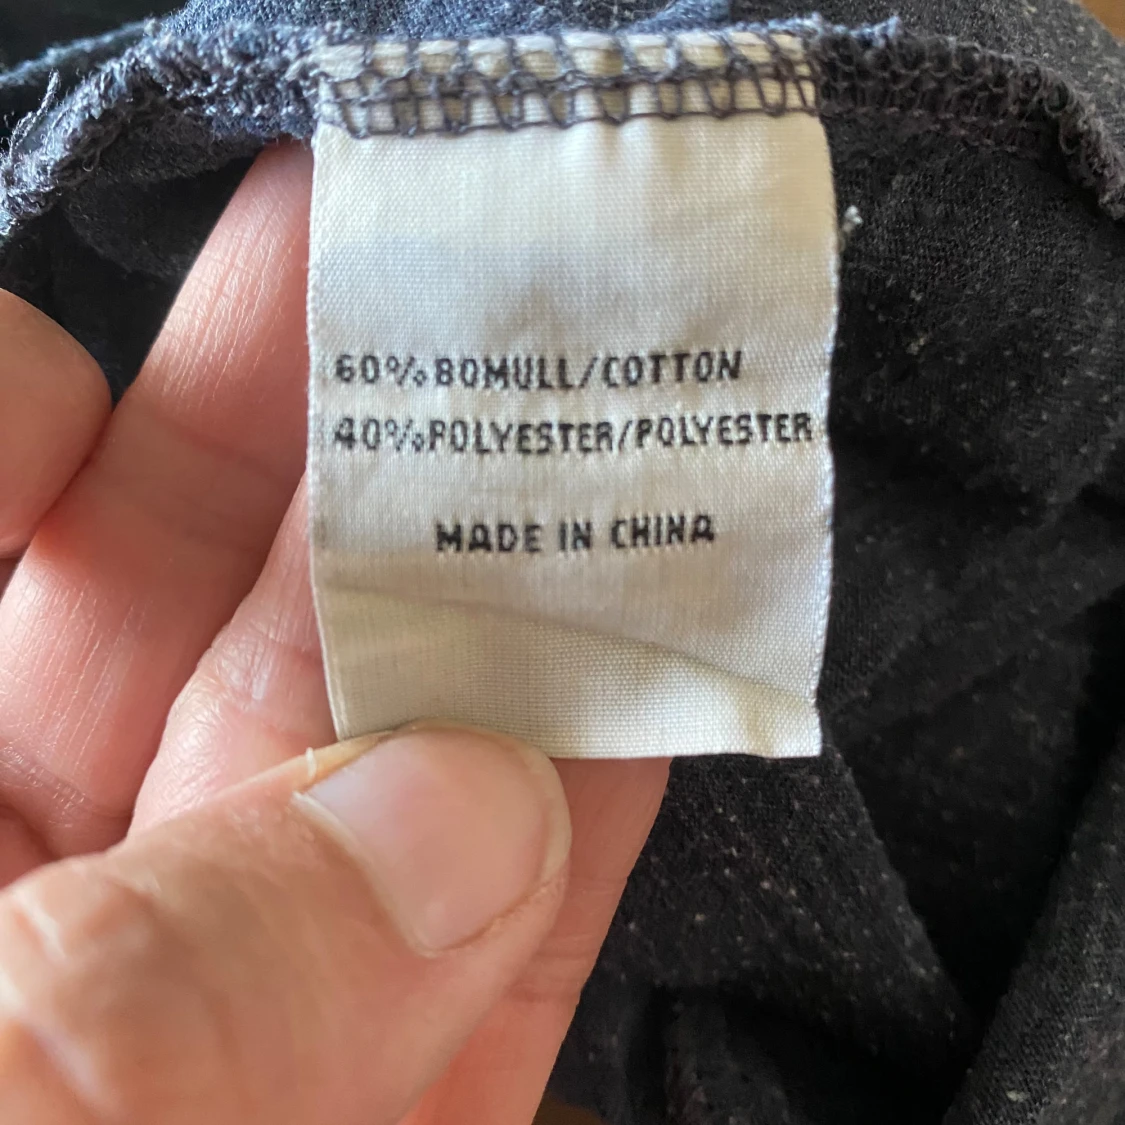 60% BOMULL/COTTON
40% POLYESTER/POLYESTER
MADE IN CHINA